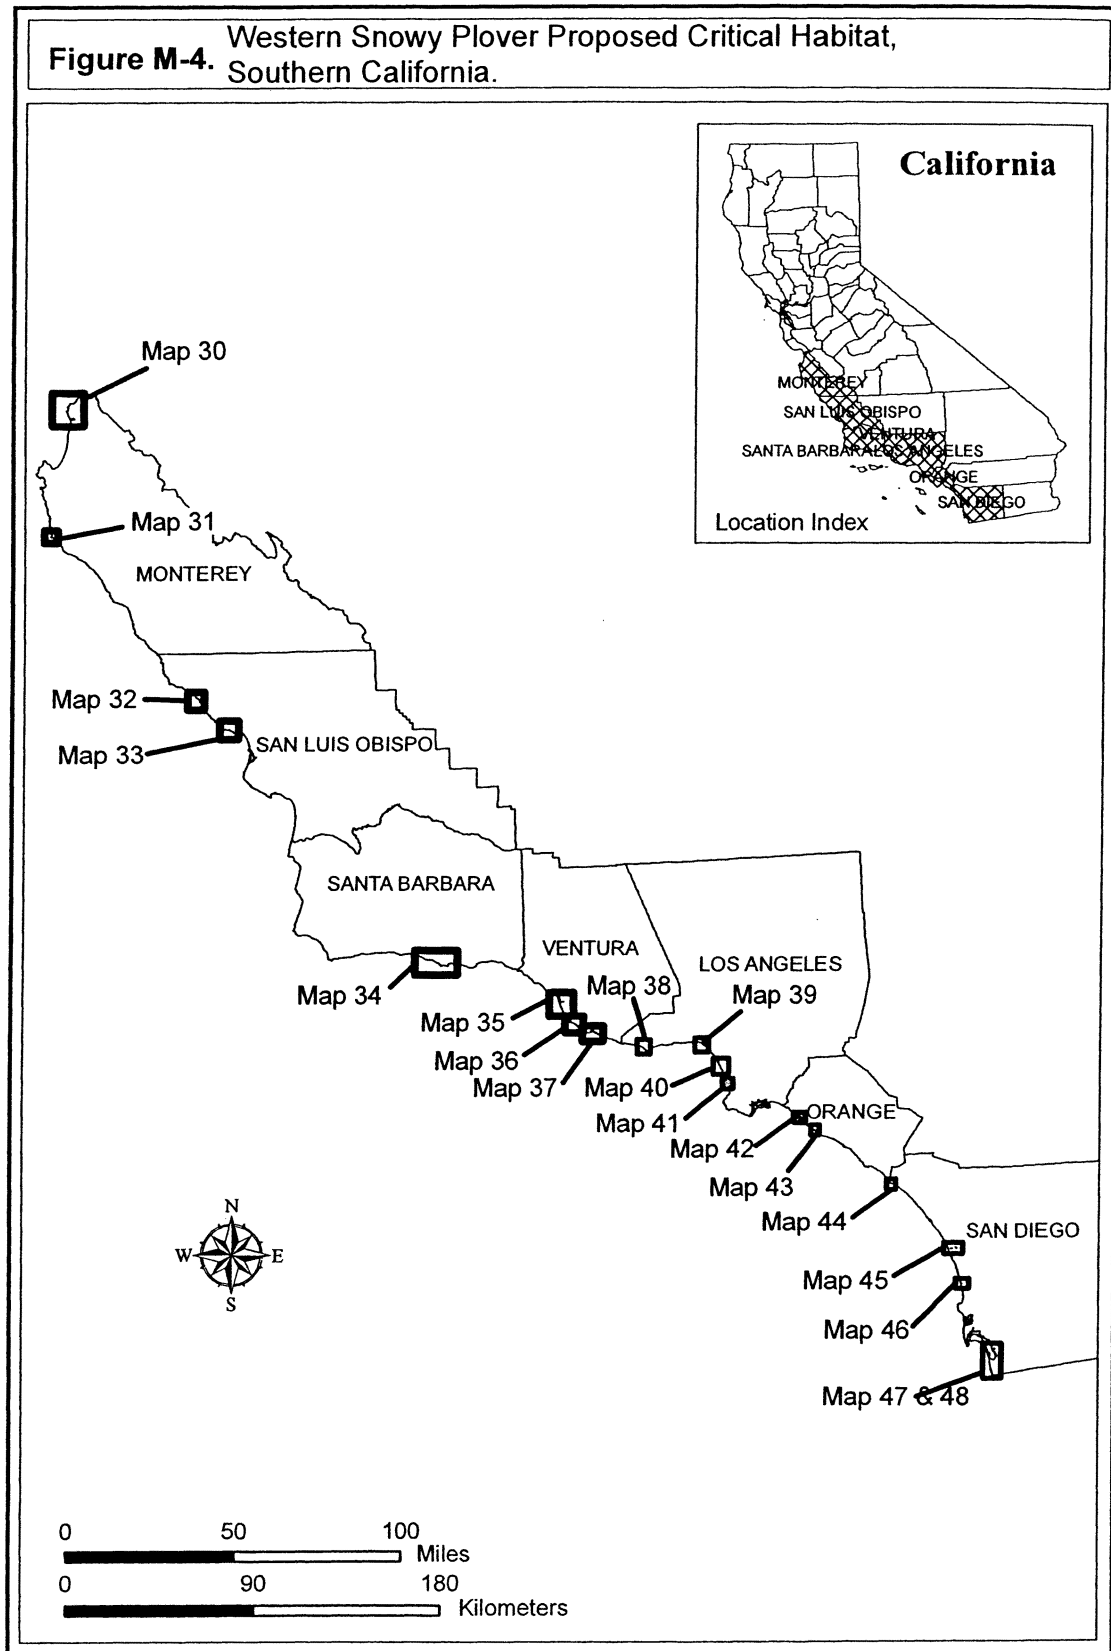 Figure M-4. Western Snowy Plover Proposed Critical Habitat,
Southern California.
California
MONTEREY
SAN LUIS OBISPO
VENTURA
SANTA BARBARA LOS ANGELES
ORANGE
SAN DIEGO
Location Index
Map 30
Map 31
MONTEREY
Map 32
Map 33
SAN LUIS OBISPO
SANTA BARBARA
VENTURA
LOS ANGELES
Map 34
Map 38
Map 39
Map 35
Map 36
Map 37
Map 40
Map 41
ORANGE
Map 42
Map 43
Map 44
SAN DIEGO
Map 45
Map 46
Map 47 & 48
N
W E
S
0 50 100
Miles
0 90 180
Kilometers